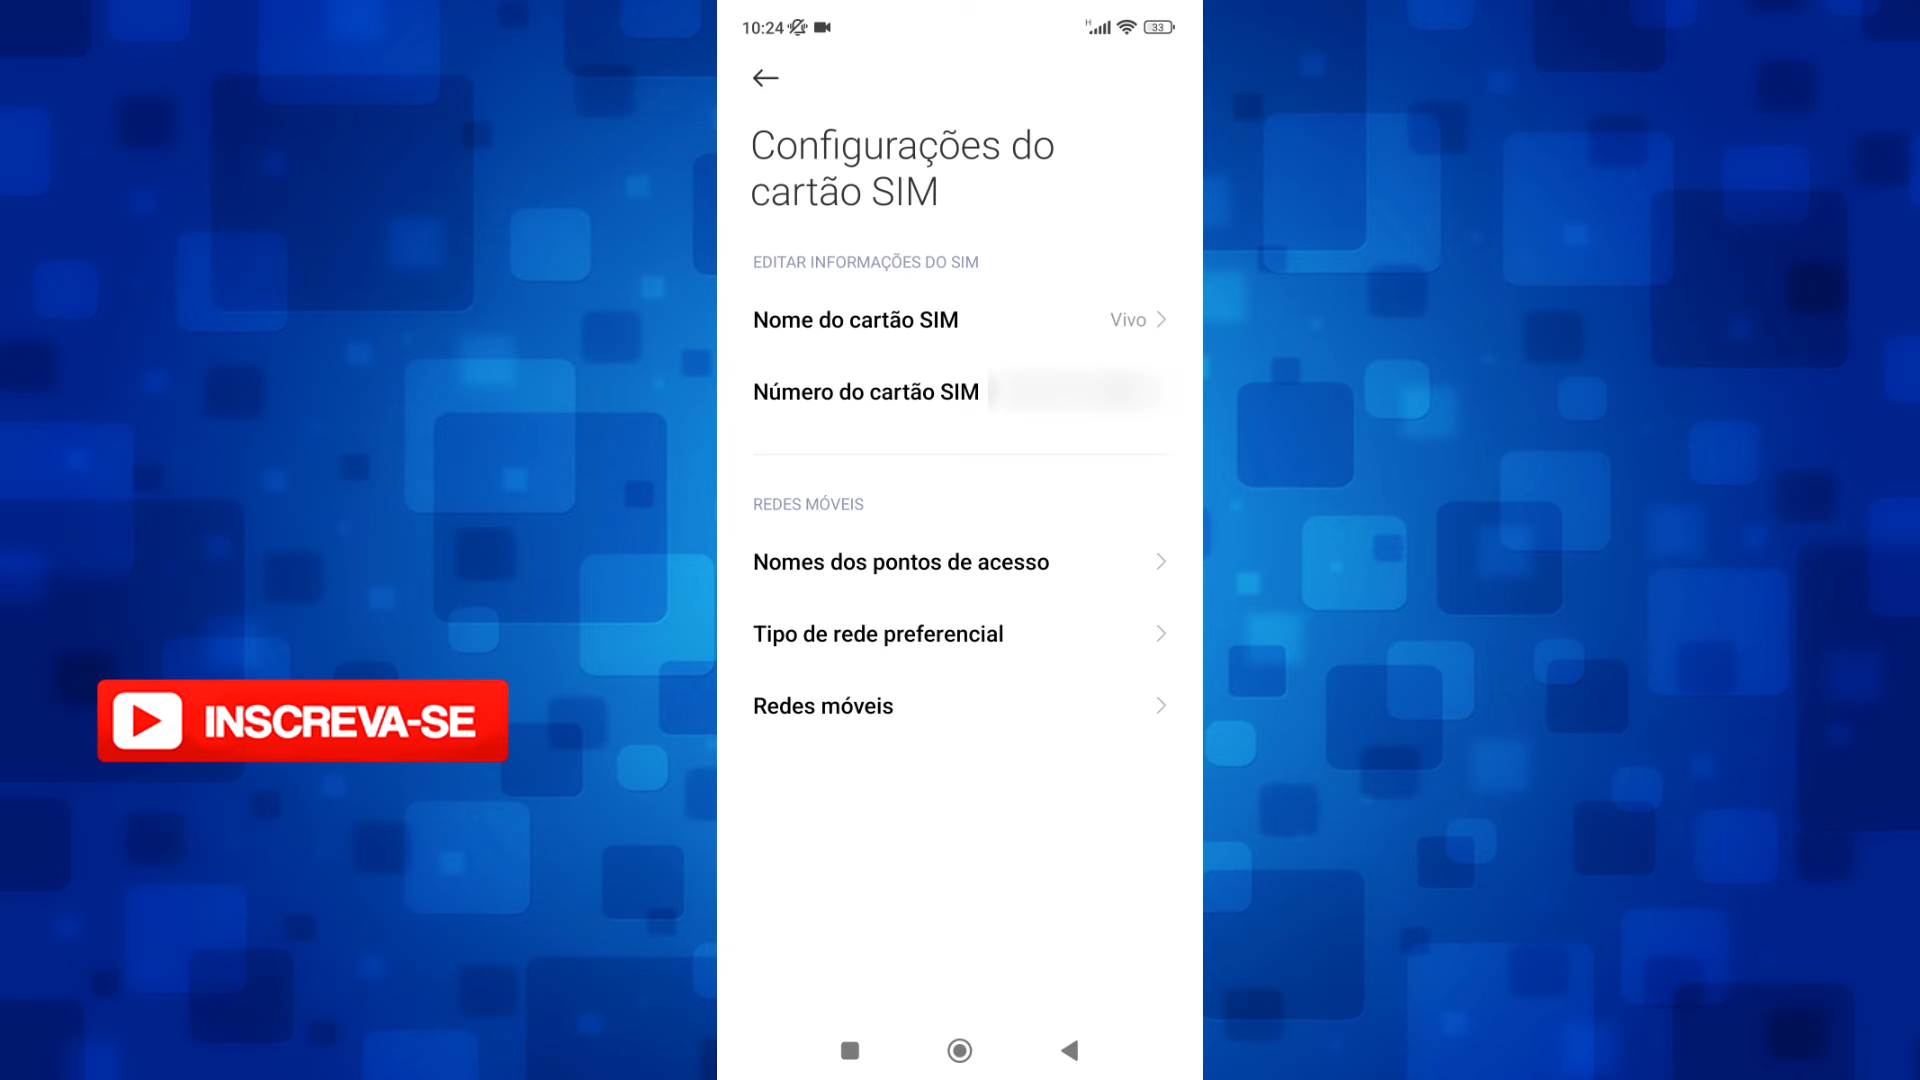 10:24
H
33
Configurações do
cartão SIM
EDITAR INFORMAÇÕES DO SIM
Nome do cartão SIM Vivo
Número do cartão SIM
REDES MÓVEIS
Nomes dos pontos de acesso
Tipo de rede preferencial
INSCREVA-SE
Redes móveis